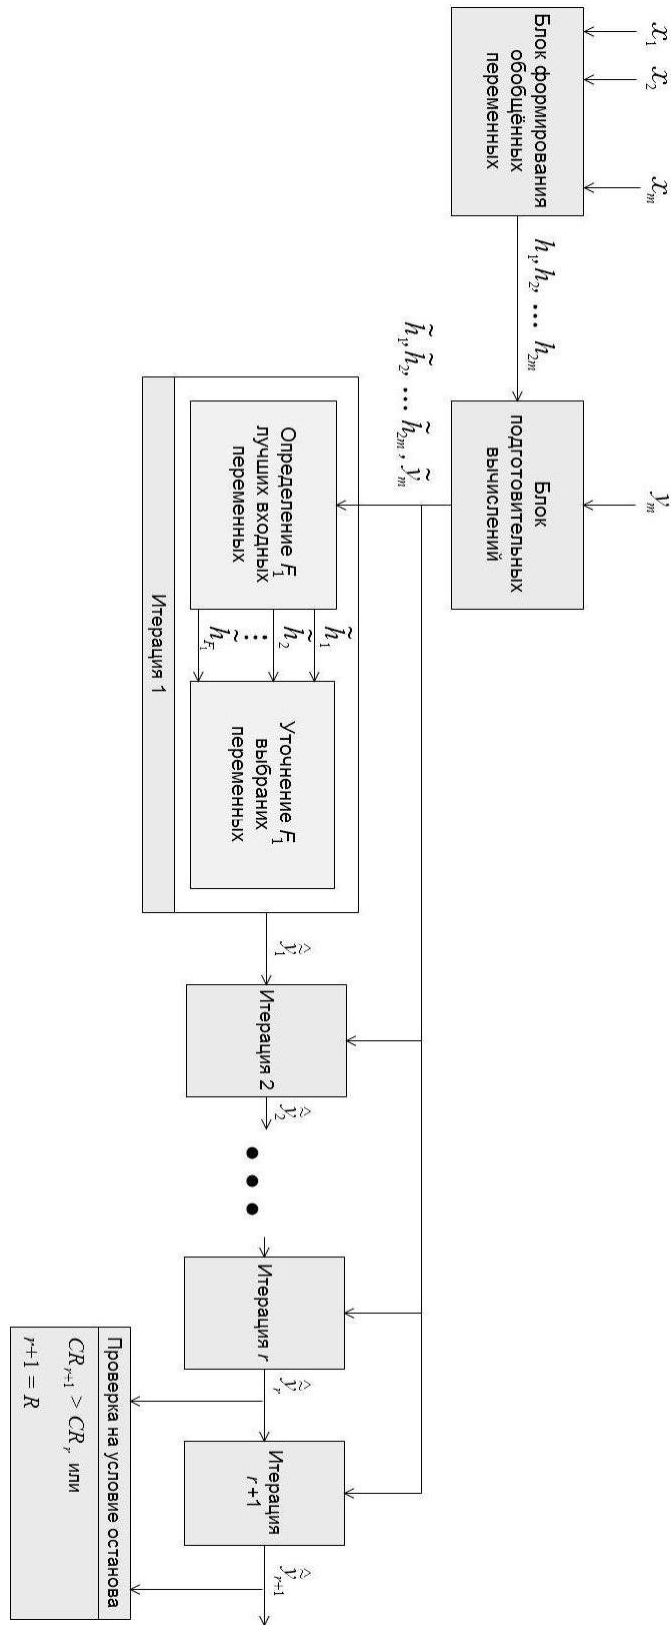 x₁ x₂ xₘ
Блок формирования
обобщённых
переменных
h₁, h₂, ... h₂ₘ
yₘ
Блок
подготовительных
вычислений
h̃₁, h̃₂, ... h̃₂ₘ, ỹₘ
Определение F₁
лучших входных
переменных
h̃₁
h̃₂
⋮
h̃_F₁
Уточнение F₁
выбраних
переменных
Итерация 1
ŷ₁
Итерация 2
ŷ₂
• • •
Итерация r
ŷᵣ
Итерация
r+1
ŷᵣ₊₁
Проверка на условие останова
CRᵣ₊₁ > CRᵣ или
r+1 = R